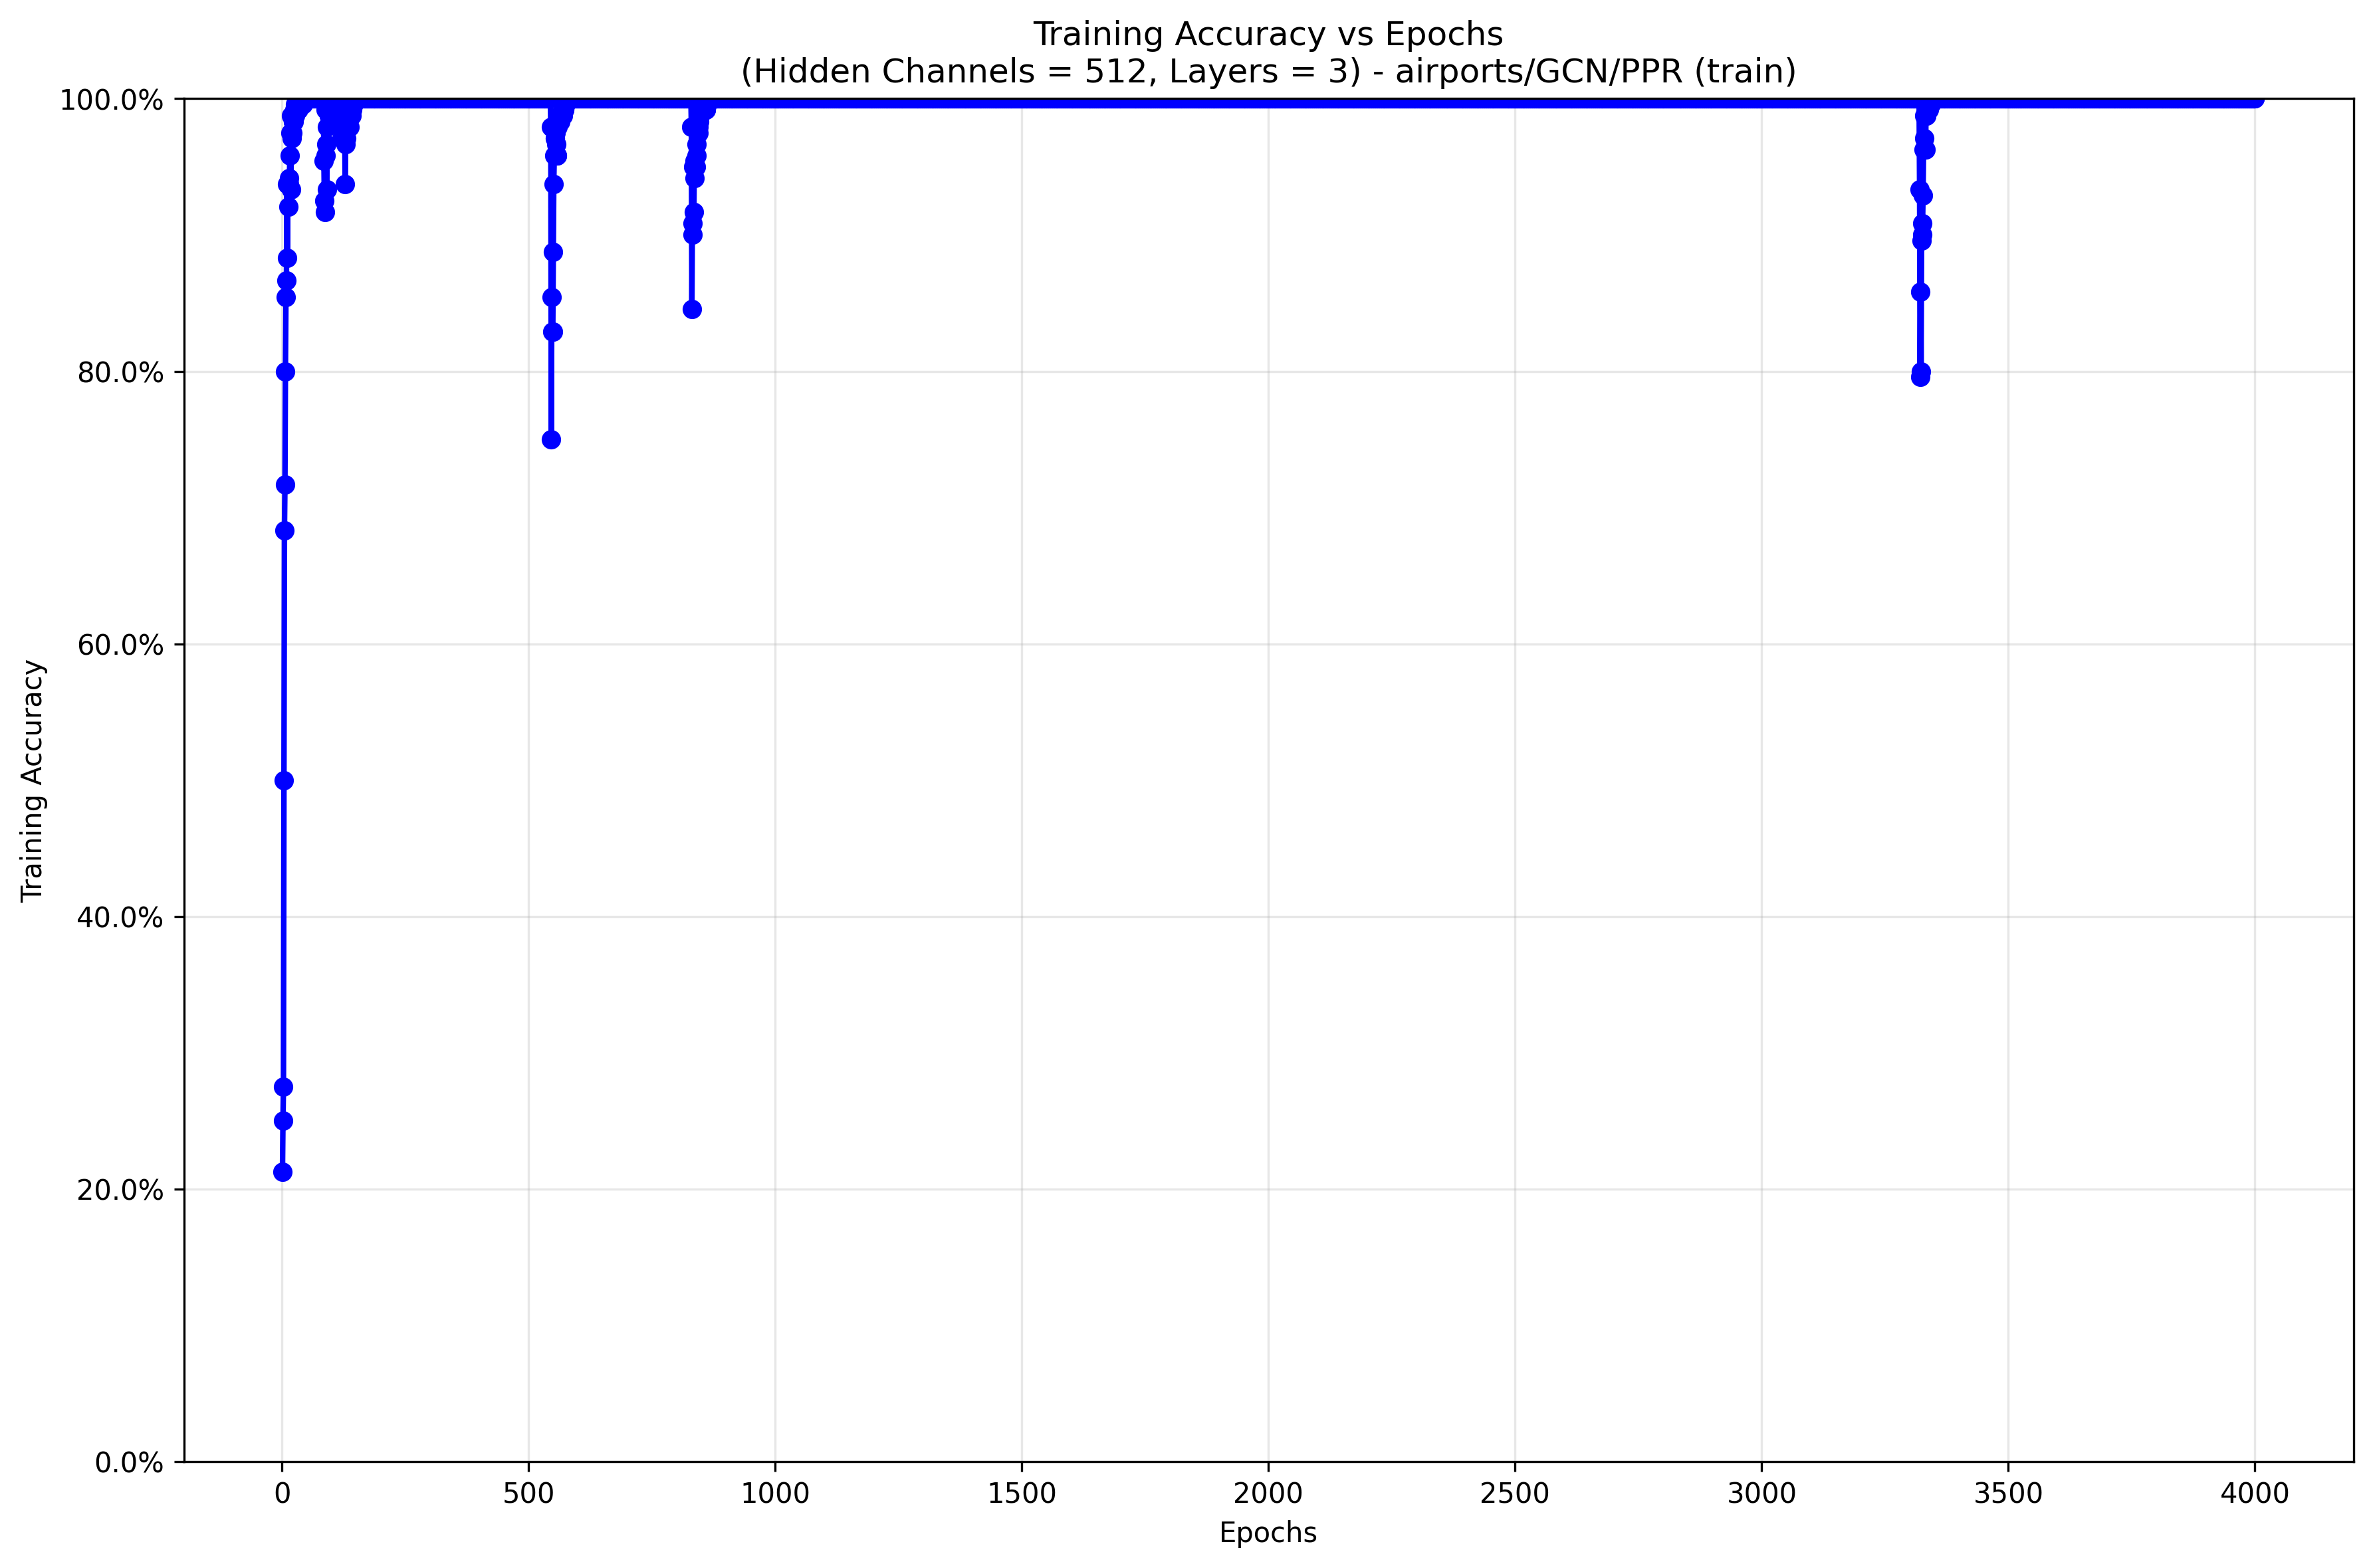 Training Accuracy vs Epochs
(Hidden Channels = 512, Layers = 3) - airports/GCN/PPR (train)
Training Accuracy
100.0%
80.0%
60.0%
40.0%
20.0%
0.0%
0 500 1000 1500 2000 2500 3000 3500 4000
Epochs